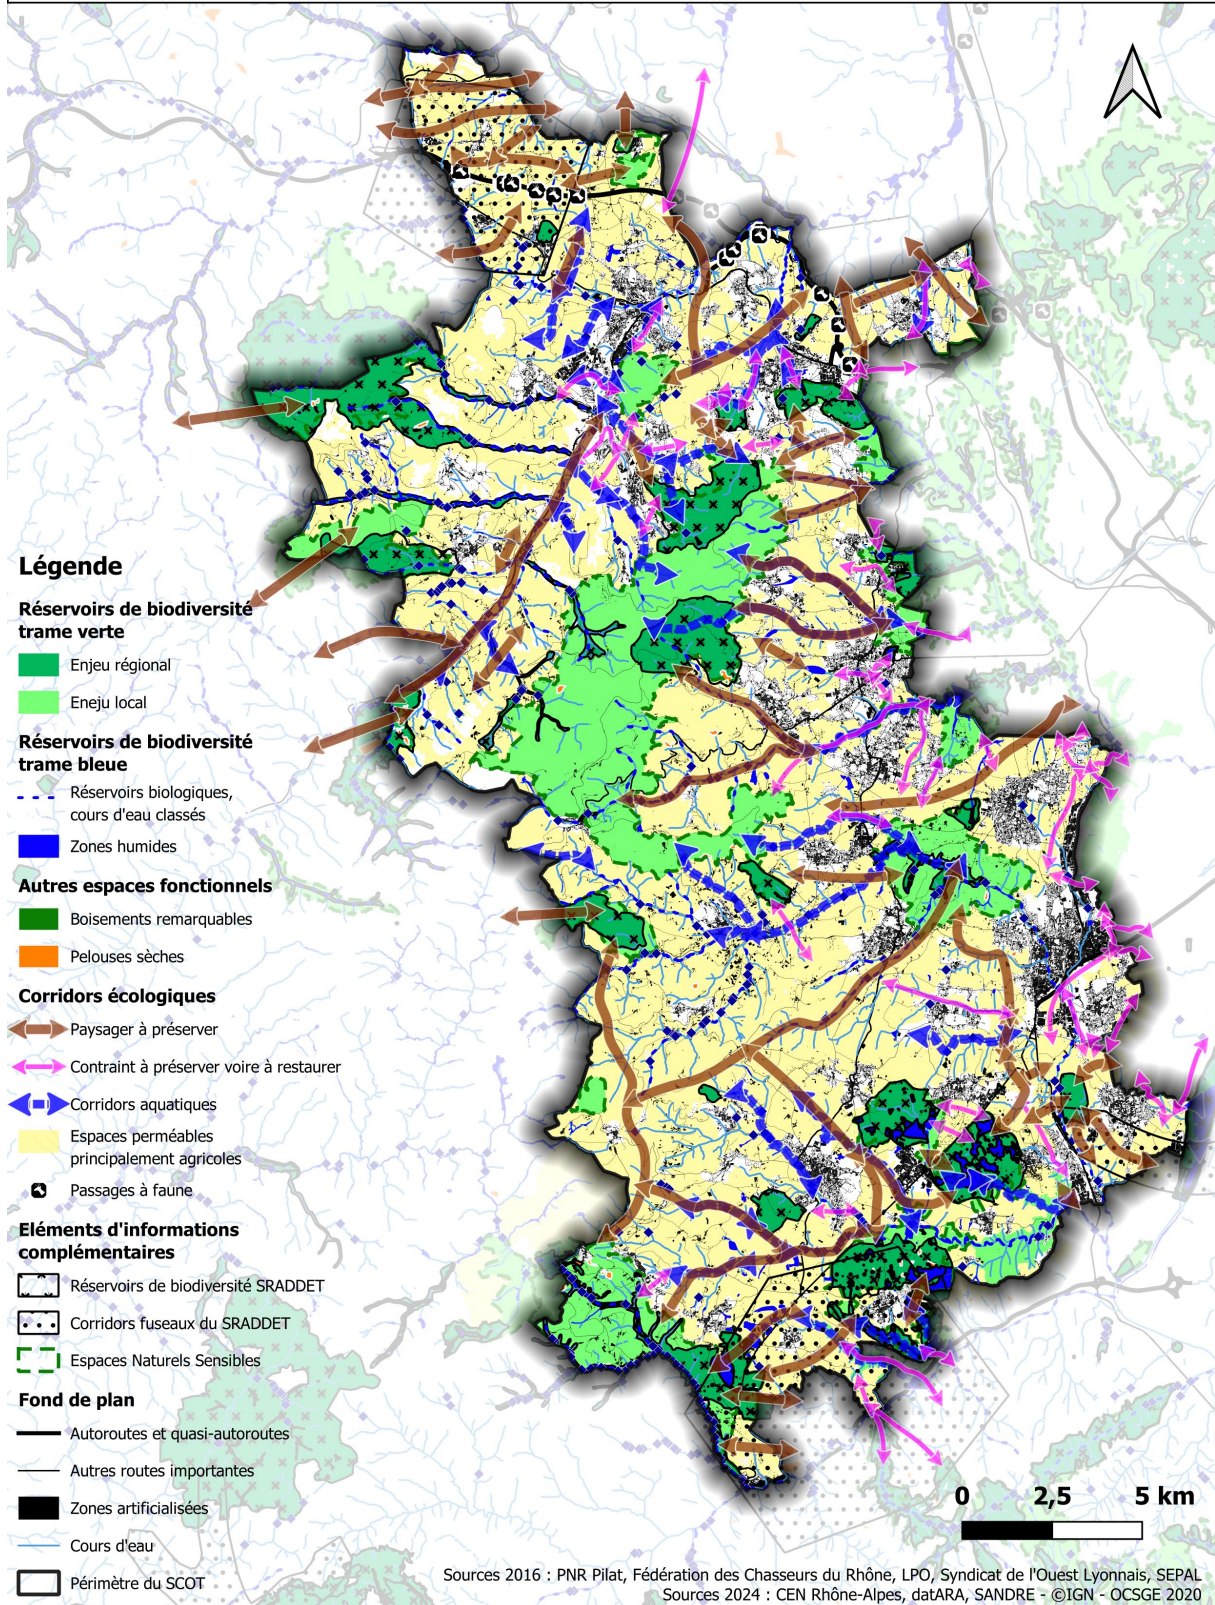 Légende
Réservoirs de biodiversité
trame verte
Enjeu régional
Eneju local
Réservoirs de biodiversité
trame bleue
Réservoirs biologiques,
cours d'eau classés
Zones humides
Autres espaces fonctionnels
Boisements remarquables
Pelouses sèches
Corridors écologiques
Paysager à préserver
Contraint à préserver voire à restaurer
Corridors aquatiques
Espaces perméables
principalement agricoles
Passages à faune
Eléments d'informations
complémentaires
Réservoirs de biodiversité SRADDET
Corridors fuseaux du SRADDET
Espaces Naturels Sensibles
Fond de plan
Autoroutes et quasi-autoroutes
Autres routes importantes
Zones artificialisées
Cours d'eau
Périmètre du SCOT
0 2,5 5 km
Sources 2016 : PNR Pilat, Fédération des Chasseurs du Rhône, LPO, Syndicat de l'Ouest Lyonnais, SEPAL
Sources 2024 : CEN Rhône-Alpes, datARA, SANDRE - ©IGN - OCSGE 2020